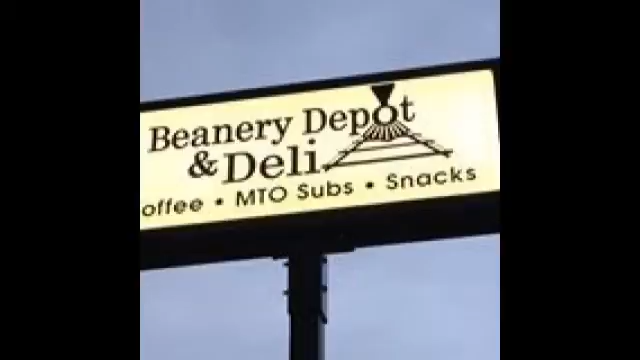 Beanery Depot
& Deli
offee • MTO Subs • Snacks